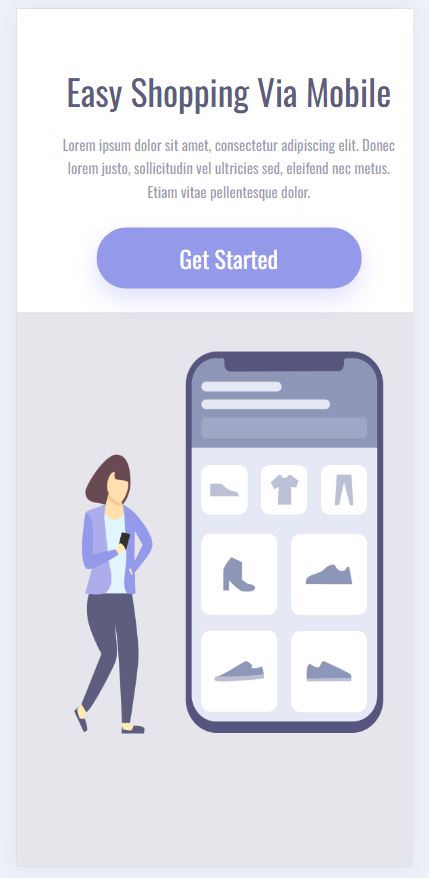 Easy Shopping Via Mobile
Lorem ipsum dolor sit amet, consectetur adipiscing elit. Donec
lorem justo, sollicitudin vel ultricies sed, eleifend nec metus.
Etiam vitae pellentesque dolor.
Get Started